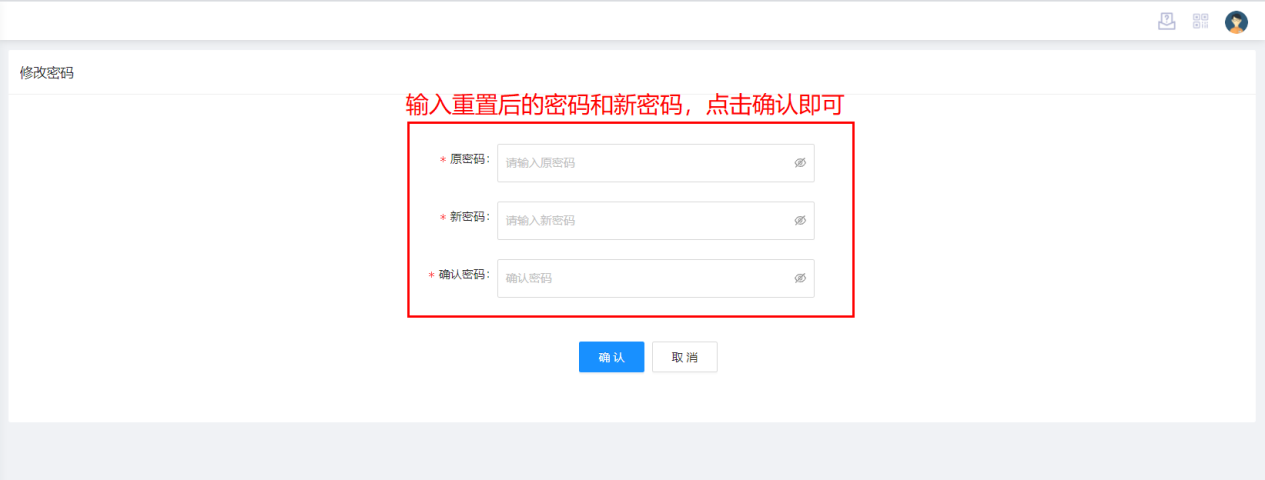 修改密码
输入重置后的密码和新密码，点击确认即可
* 原密码: 请输入原密码
* 新密码: 请输入新密码
* 确认密码: 确认密码
确 认 取 消